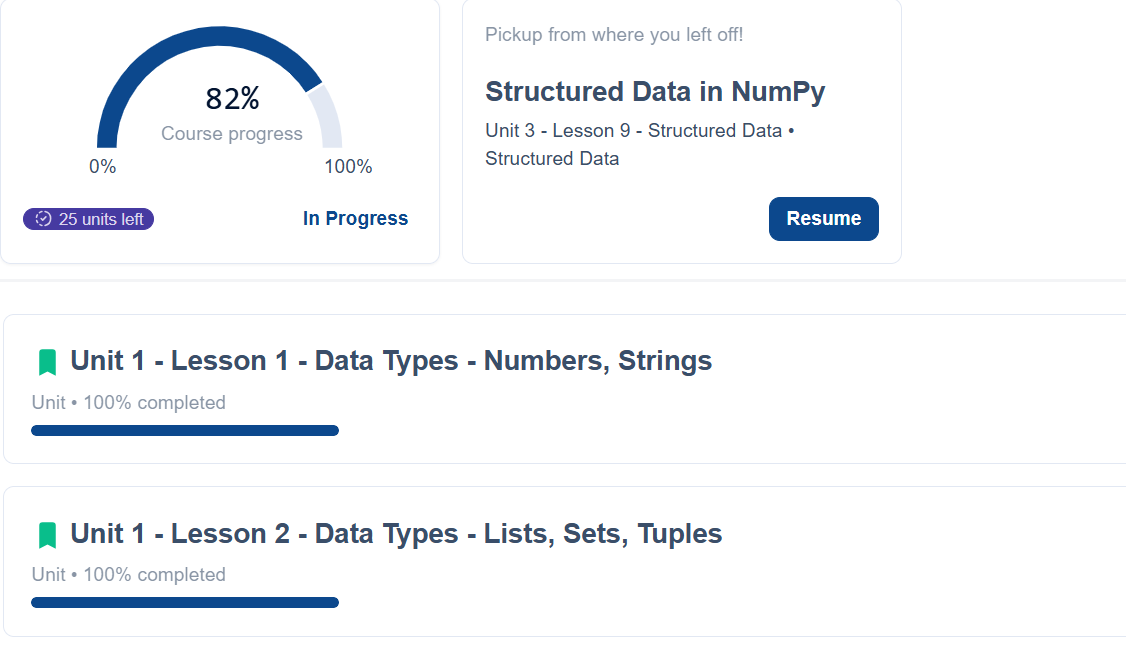 82%
Course progress
0%
100%
25 units left
In Progress
Pickup from where you left off!
Structured Data in NumPy
Unit 3 - Lesson 9 - Structured Data •
Structured Data
Resume
Unit 1 - Lesson 1 - Data Types - Numbers, Strings
Unit • 100% completed
Unit 1 - Lesson 2 - Data Types - Lists, Sets, Tuples
Unit • 100% completed